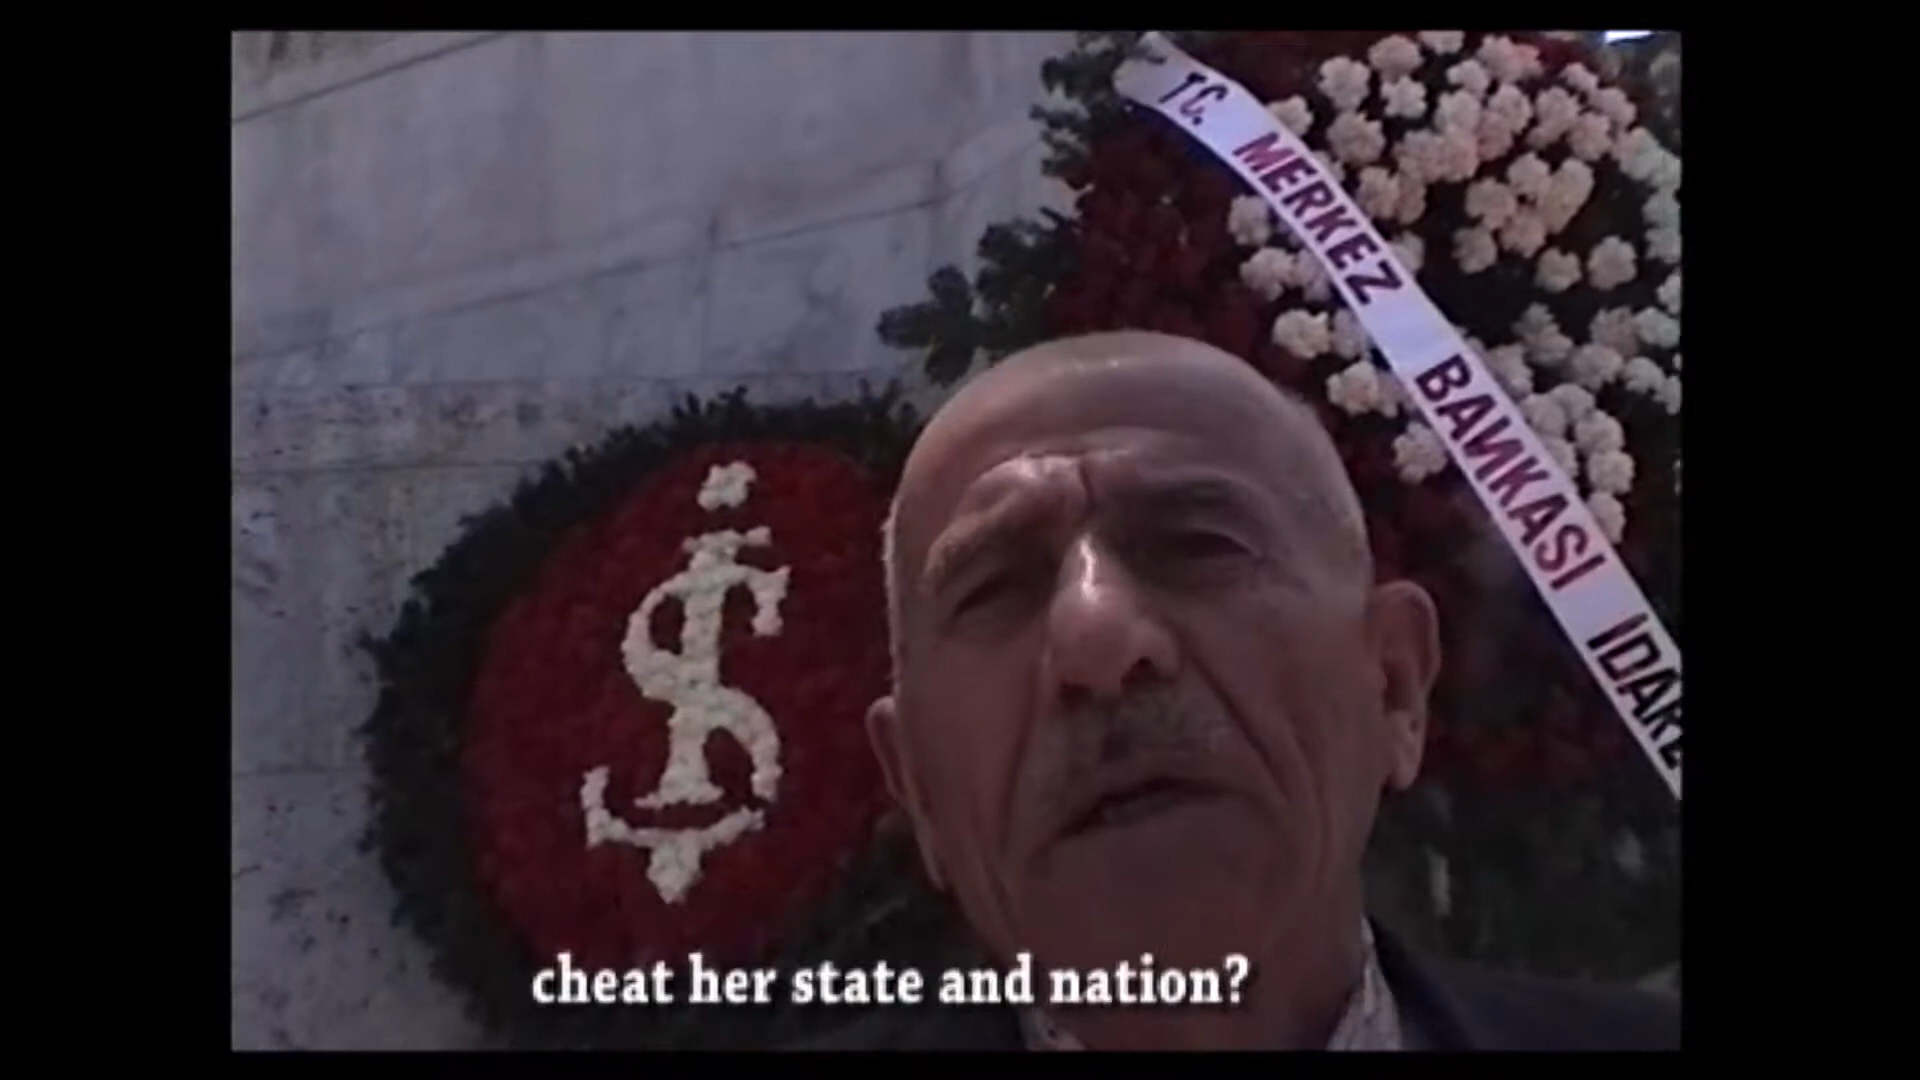 T.C. MERKEZ BANKASI IDARE
İŞ
cheat her state and nation?